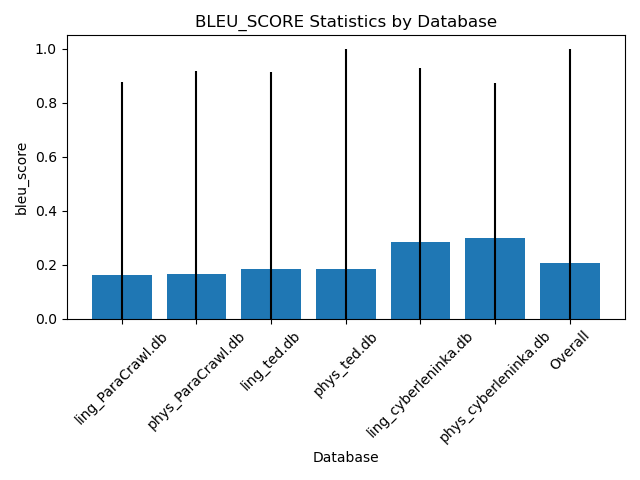 BLEU_SCORE Statistics by Database
1.0
0.8
0.6
0.4
0.2
0.0
bleu_score
ling_ParaCrawl.db
phys_ParaCrawl.db
ling_ted.db
phys_ted.db
ling_cyberleninka.db
phys_cyberleninka.db
Overall
Database